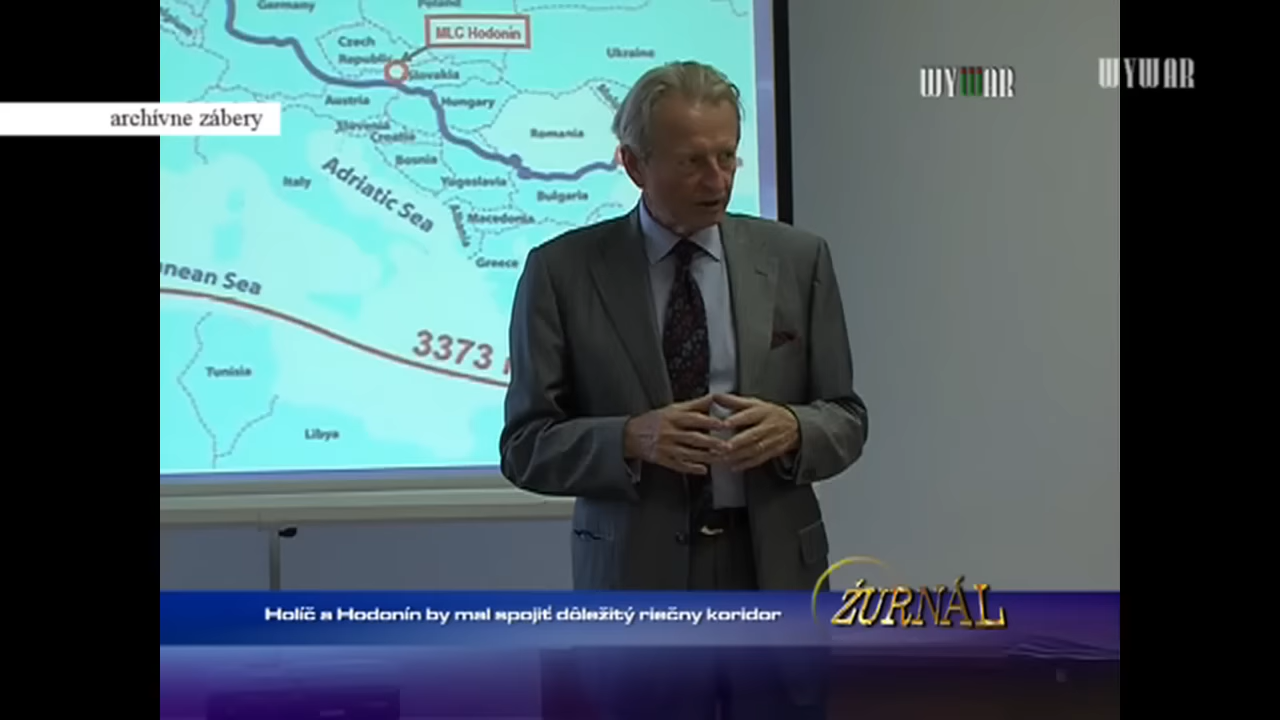 Germany
Poland
MLC Hodonín
Czech
Republic
Slovakia
Ukraine
Austria
Hungary
Slovenia
Croatia
Romania
Bosnia
Italy
Adriatic Sea
Yugoslavia
Bulgaria
Albania
Macedonia
Greece
nean Sea
3373
Tunisia
Libya
archívne zábery
WYWAR
WYWAR
Holíč a Hodonín by mal spojiť dôležitý riečny koridor
ŽURNÁL